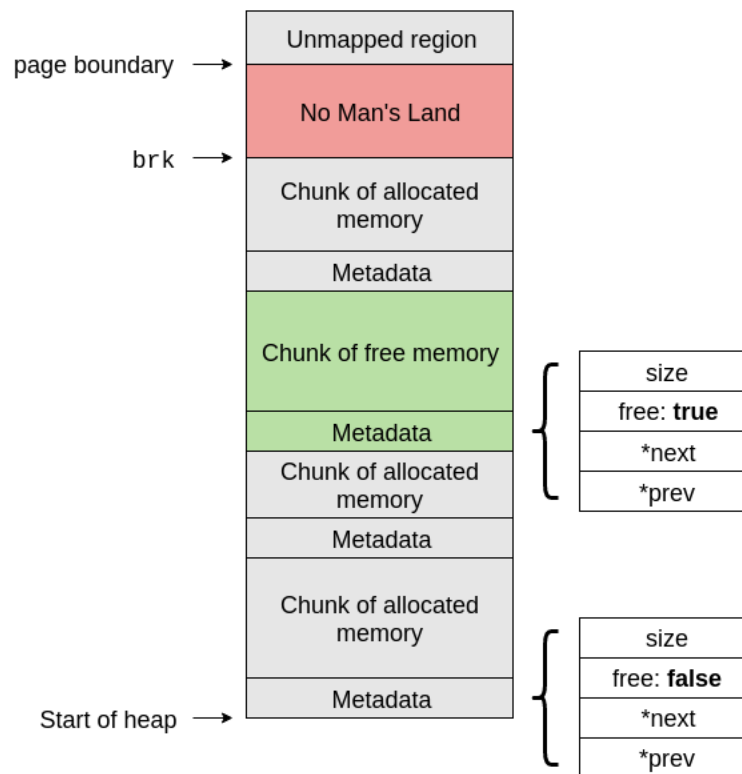 Unmapped region
page boundary
No Man's Land
brk
Chunk of allocated
memory
Metadata
Chunk of free memory
Metadata
size
free: true
*next
*prev
Chunk of allocated
memory
Metadata
Chunk of allocated
memory
Metadata
Start of heap
size
free: false
*next
*prev